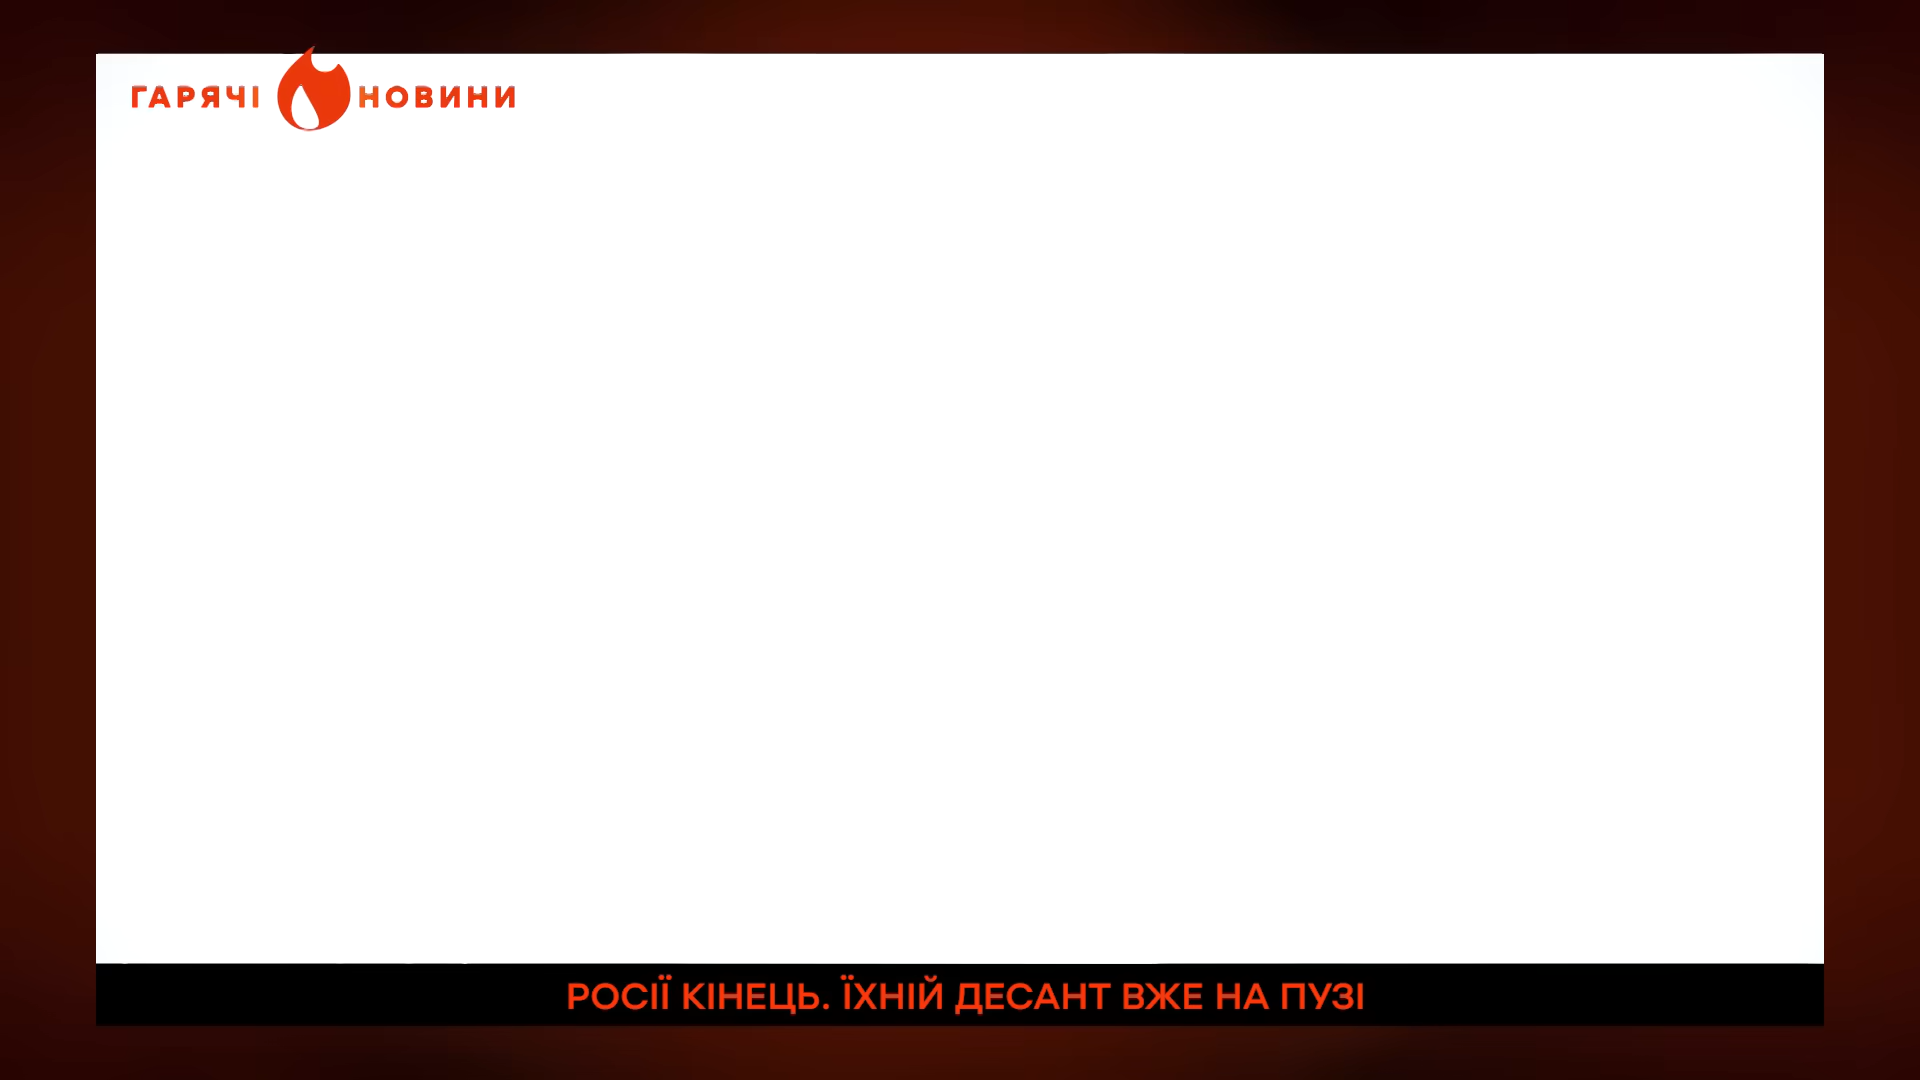 ГАРЯЧІ НОВИНИ
РОСІЇ КІНЕЦЬ. ЇХНІЙ ДЕСАНТ ВЖЕ НА ПУЗІ